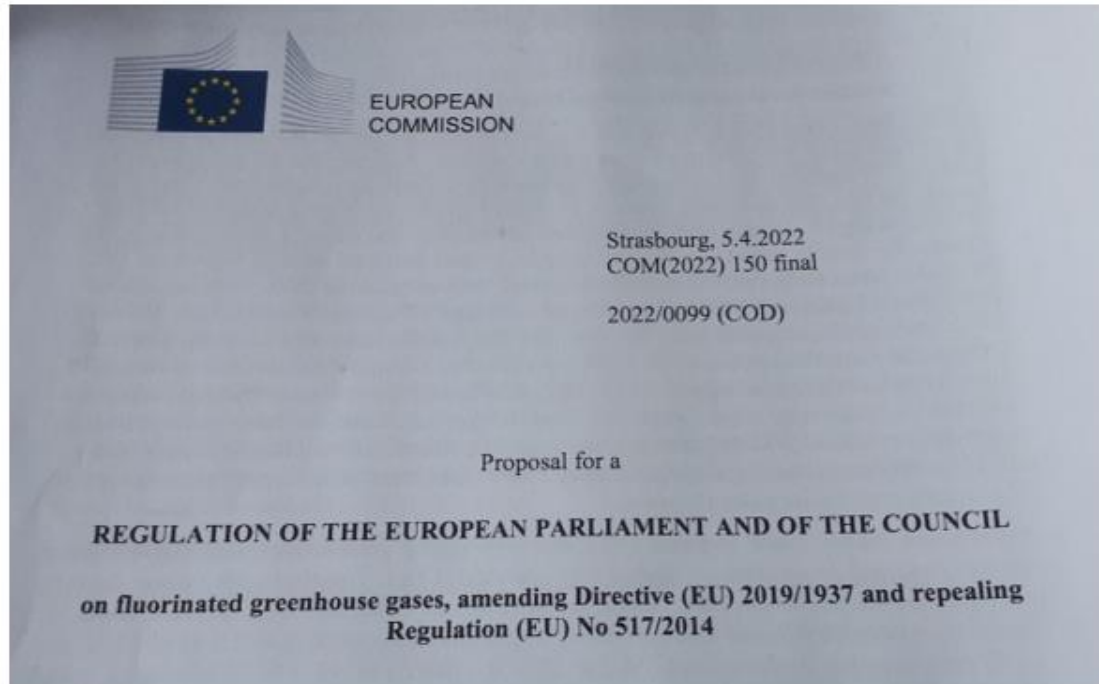 EUROPEAN
COMMISSION
Strasbourg, 5.4.2022
COM(2022) 150 final
2022/0099 (COD)
Proposal for a
REGULATION OF THE EUROPEAN PARLIAMENT AND OF THE COUNCIL
on fluorinated greenhouse gases, amending Directive (EU) 2019/1937 and repealing
Regulation (EU) No 517/2014